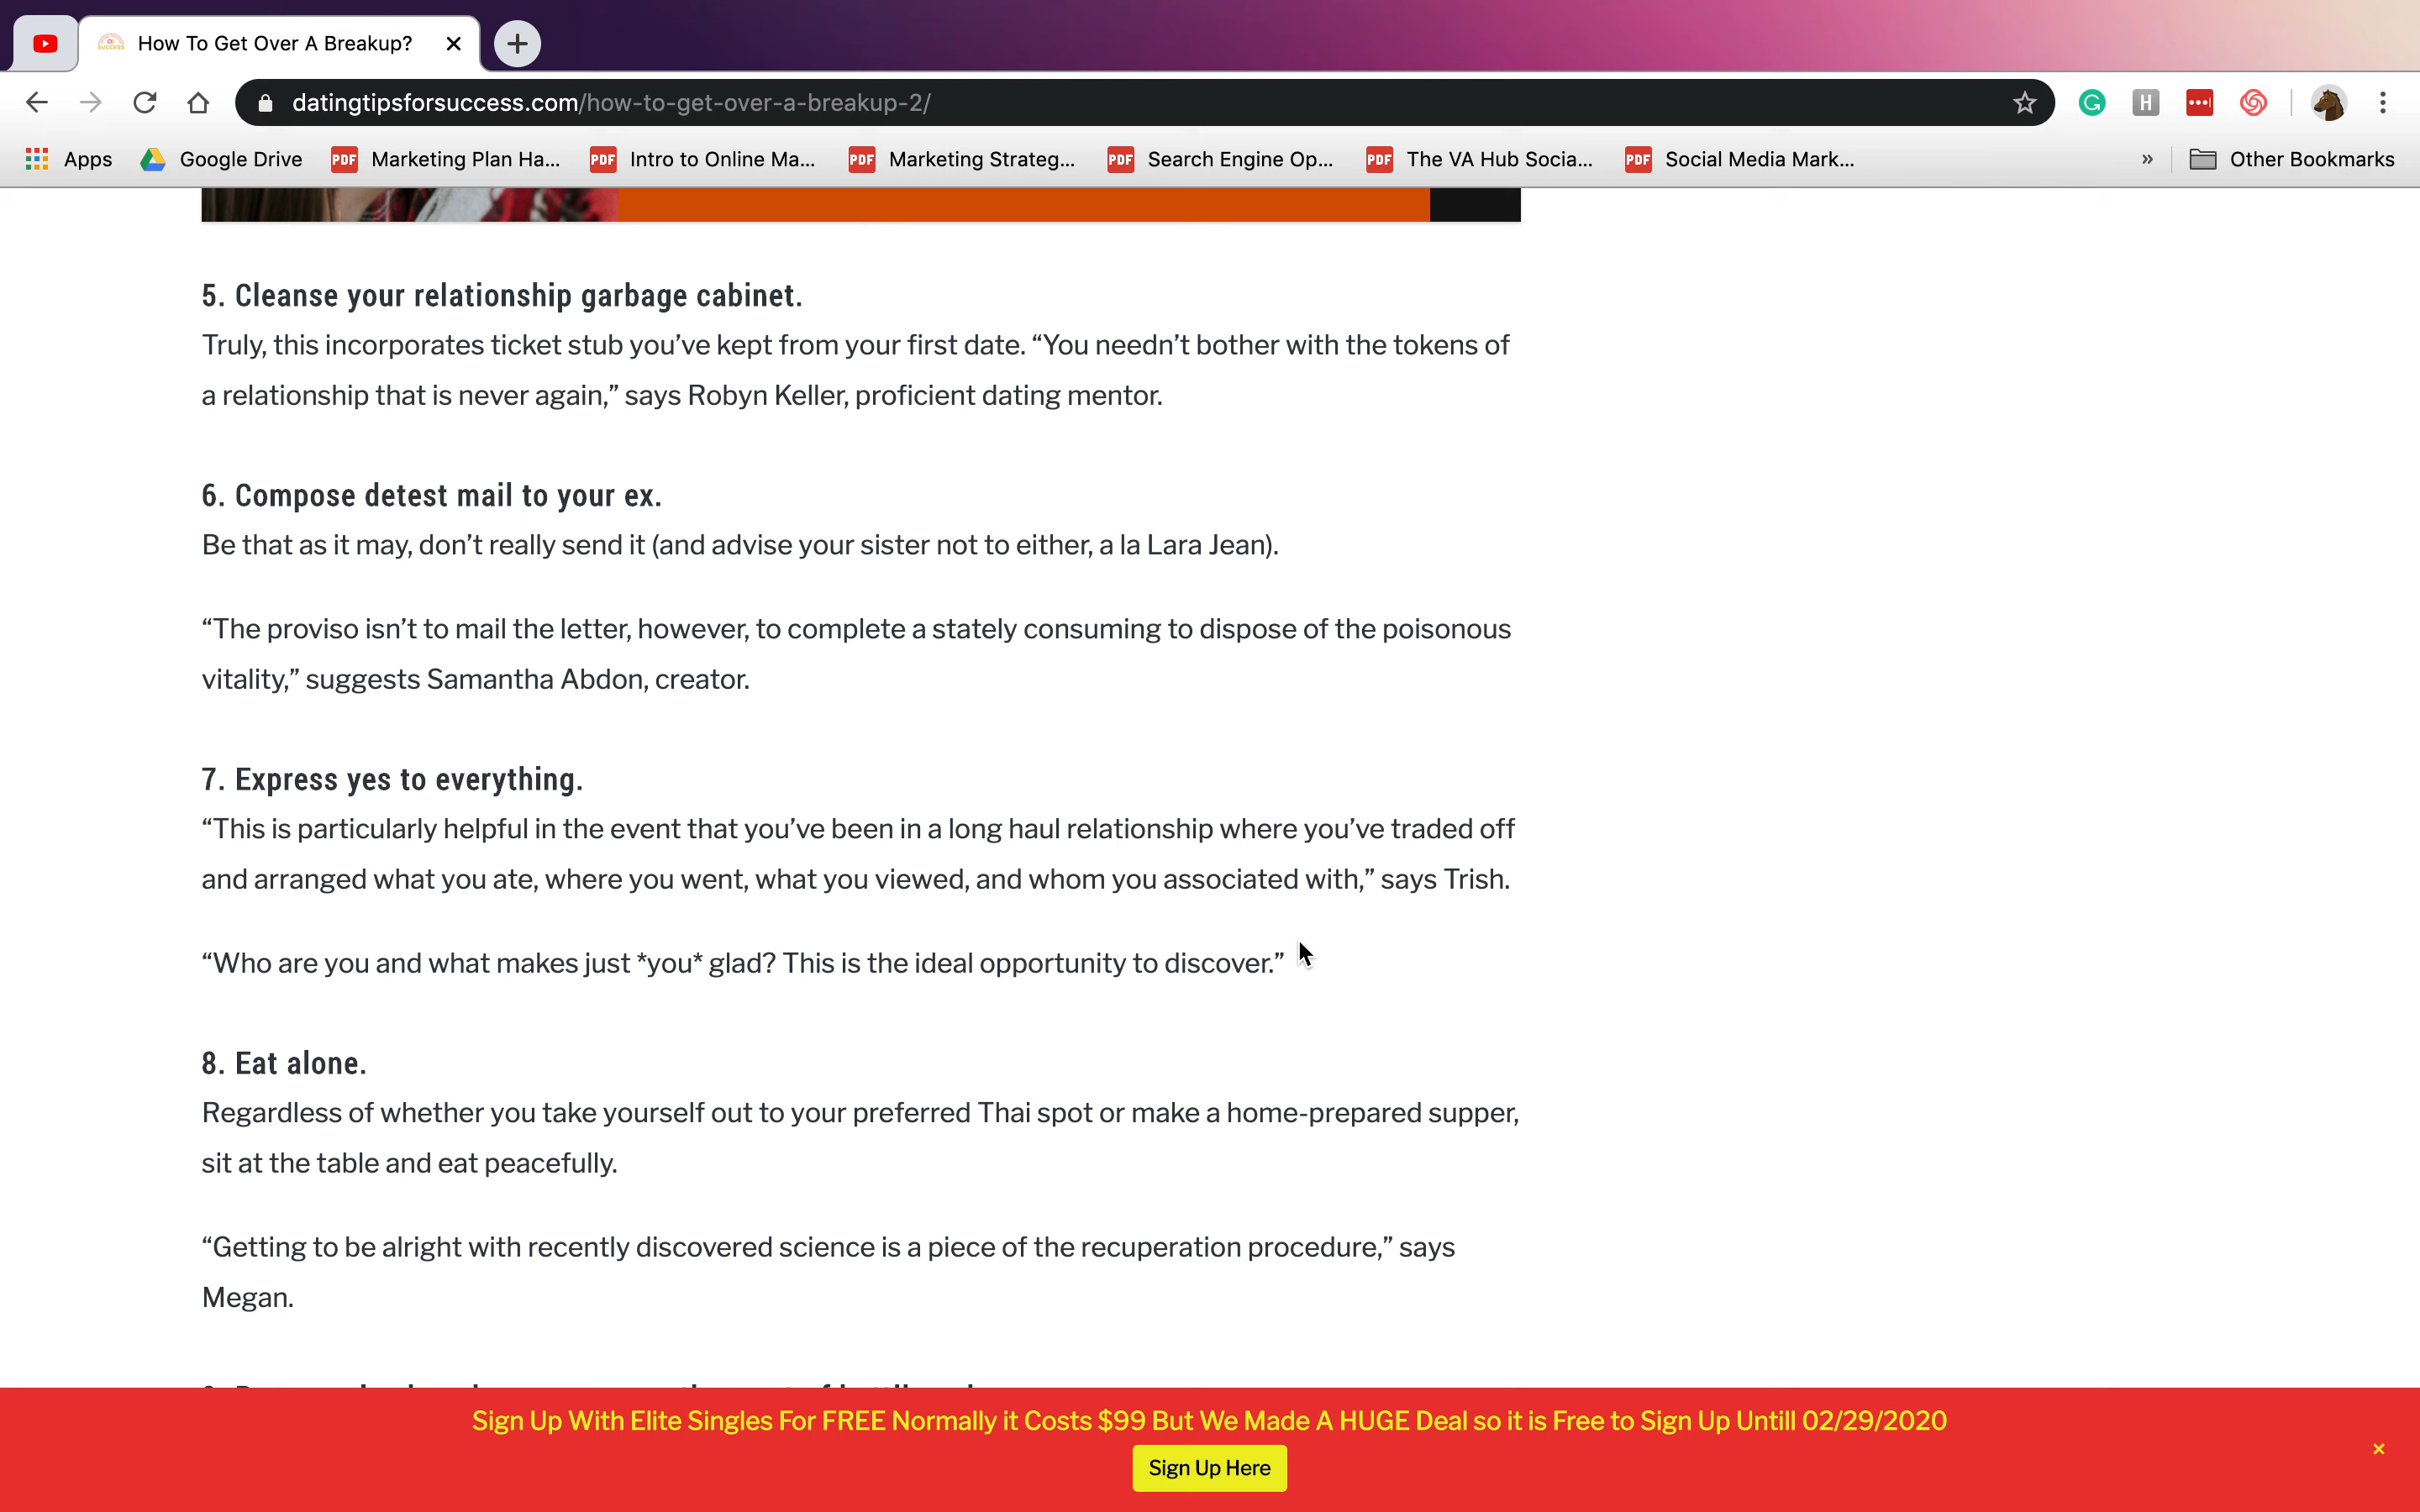 How To Get Over A Breakup?
datingtipsforsuccess.com/how-to-get-over-a-breakup-2/
Apps Google Drive Marketing Plan Ha... Intro to Online Ma... Marketing Strateg... Search Engine Op... The VA Hub Socia... Social Media Mark... » Other Bookmarks
5. Cleanse your relationship garbage cabinet.
Truly, this incorporates ticket stub you’ve kept from your first date. “You needn’t bother with the tokens of
a relationship that is never again,” says Robyn Keller, proficient dating mentor.
6. Compose detest mail to your ex.
Be that as it may, don’t really send it (and advise your sister not to either, a la Lara Jean).
“The proviso isn’t to mail the letter, however, to complete a stately consuming to dispose of the poisonous
vitality,” suggests Samantha Abdon, creator.
7. Express yes to everything.
“This is particularly helpful in the event that you’ve been in a long haul relationship where you’ve traded off
and arranged what you ate, where you went, what you viewed, and whom you associated with,” says Trish.
“Who are you and what makes just *you* glad? This is the ideal opportunity to discover.”
8. Eat alone.
Regardless of whether you take yourself out to your preferred Thai spot or make a home-prepared supper,
sit at the table and eat peacefully.
“Getting to be alright with recently discovered science is a piece of the recuperation procedure,” says
Megan.
Sign Up With Elite Singles For FREE Normally it Costs $99 But We Made A HUGE Deal so it is Free to Sign Up Untill 02/29/2020
Sign Up Here